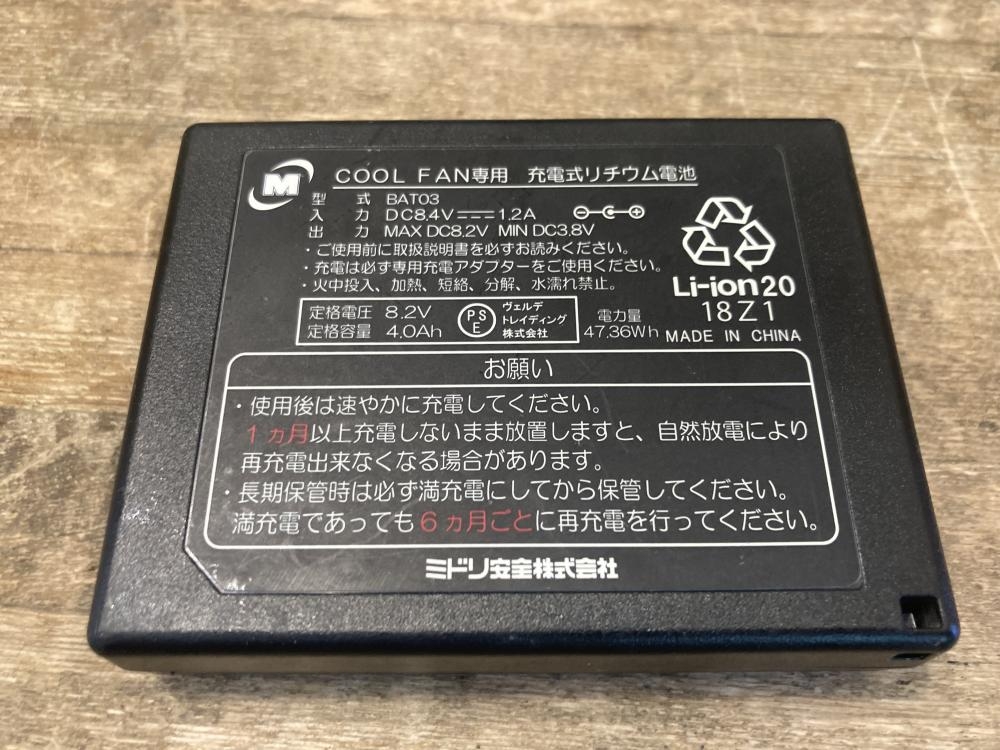 M
COOL FAN専用 充電式リチウム電池
型 式 BAT03
入 力 DC8.4V 1.2A
出 力 MAX DC8.2V MIN DC3.8V
・ご使用前に取扱説明書を必ずお読みください。
・充電は必ず専用充電アダプターをご使用ください。
・火中投入、加熱、短絡、分解、水濡れ禁止。
Li-ion20
18Z1
MADE IN CHINA
定格電圧 8.2V
定格容量 4.0Ah
PSE
ヴェルデ
トレイディング
株式会社
電力量
47.36Wh
お願い
・使用後は速やかに充電してください。
1ヵ月以上充電しないまま放置しますと、自然放電により
再充電出来なくなる場合があります。
・長期保管時は必ず満充電にしてから保管してください。
満充電であっても6ヵ月ごとに再充電を行ってください。
ミドリ安全株式会社